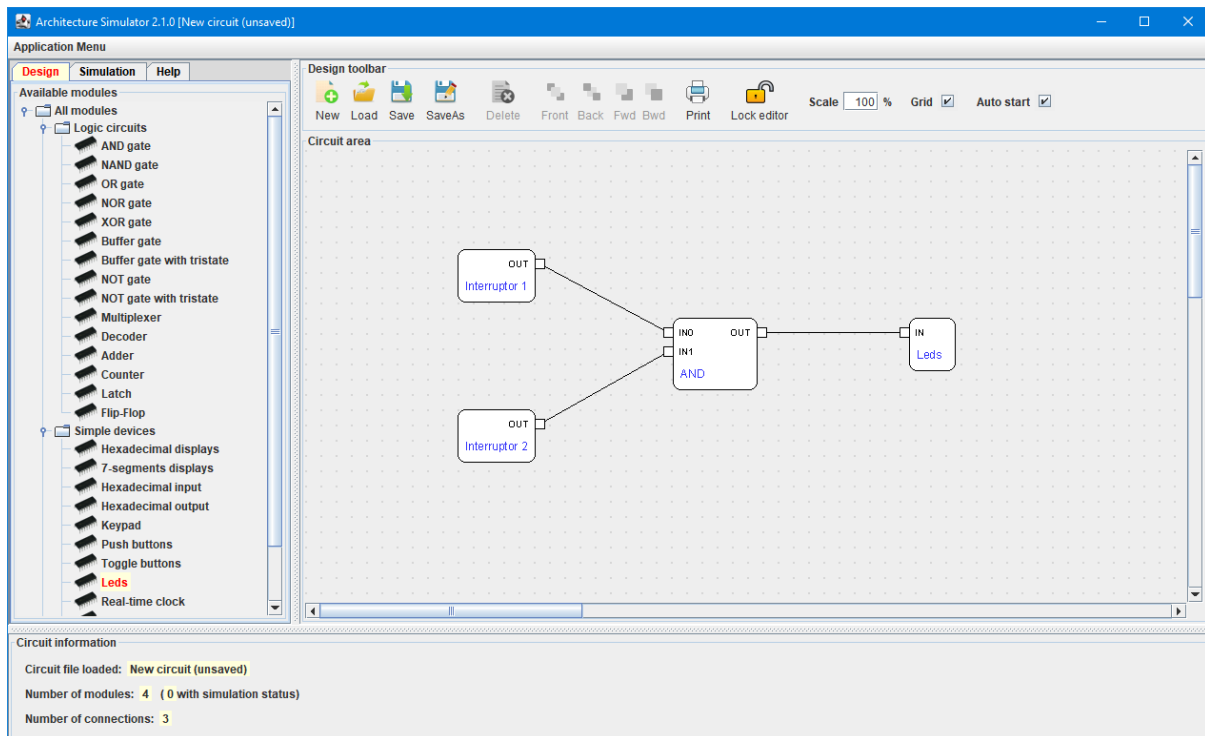 Architecture Simulator 2.1.0 [New circuit (unsaved)]
Application Menu
Design Simulation Help
Available modules
All modules
Logic circuits
AND gate
NAND gate
OR gate
NOR gate
XOR gate
Buffer gate
Buffer gate with tristate
NOT gate
NOT gate with tristate
Multiplexer
Decoder
Adder
Counter
Latch
Flip-Flop
Simple devices
Hexadecimal displays
7-segments displays
Hexadecimal input
Hexadecimal output
Keypad
Push buttons
Toggle buttons
Leds
Real-time clock
Design toolbar
New Load Save SaveAs Delete Front Back Fwd Bwd Print Lock editor Scale 100 % Grid Auto start
Circuit area
OUT
Interruptor 1
IN0 OUT
IN1
AND
IN
Leds
OUT
Interruptor 2
Circuit information
Circuit file loaded: New circuit (unsaved)
Number of modules: 4 ( 0 with simulation status)
Number of connections: 3